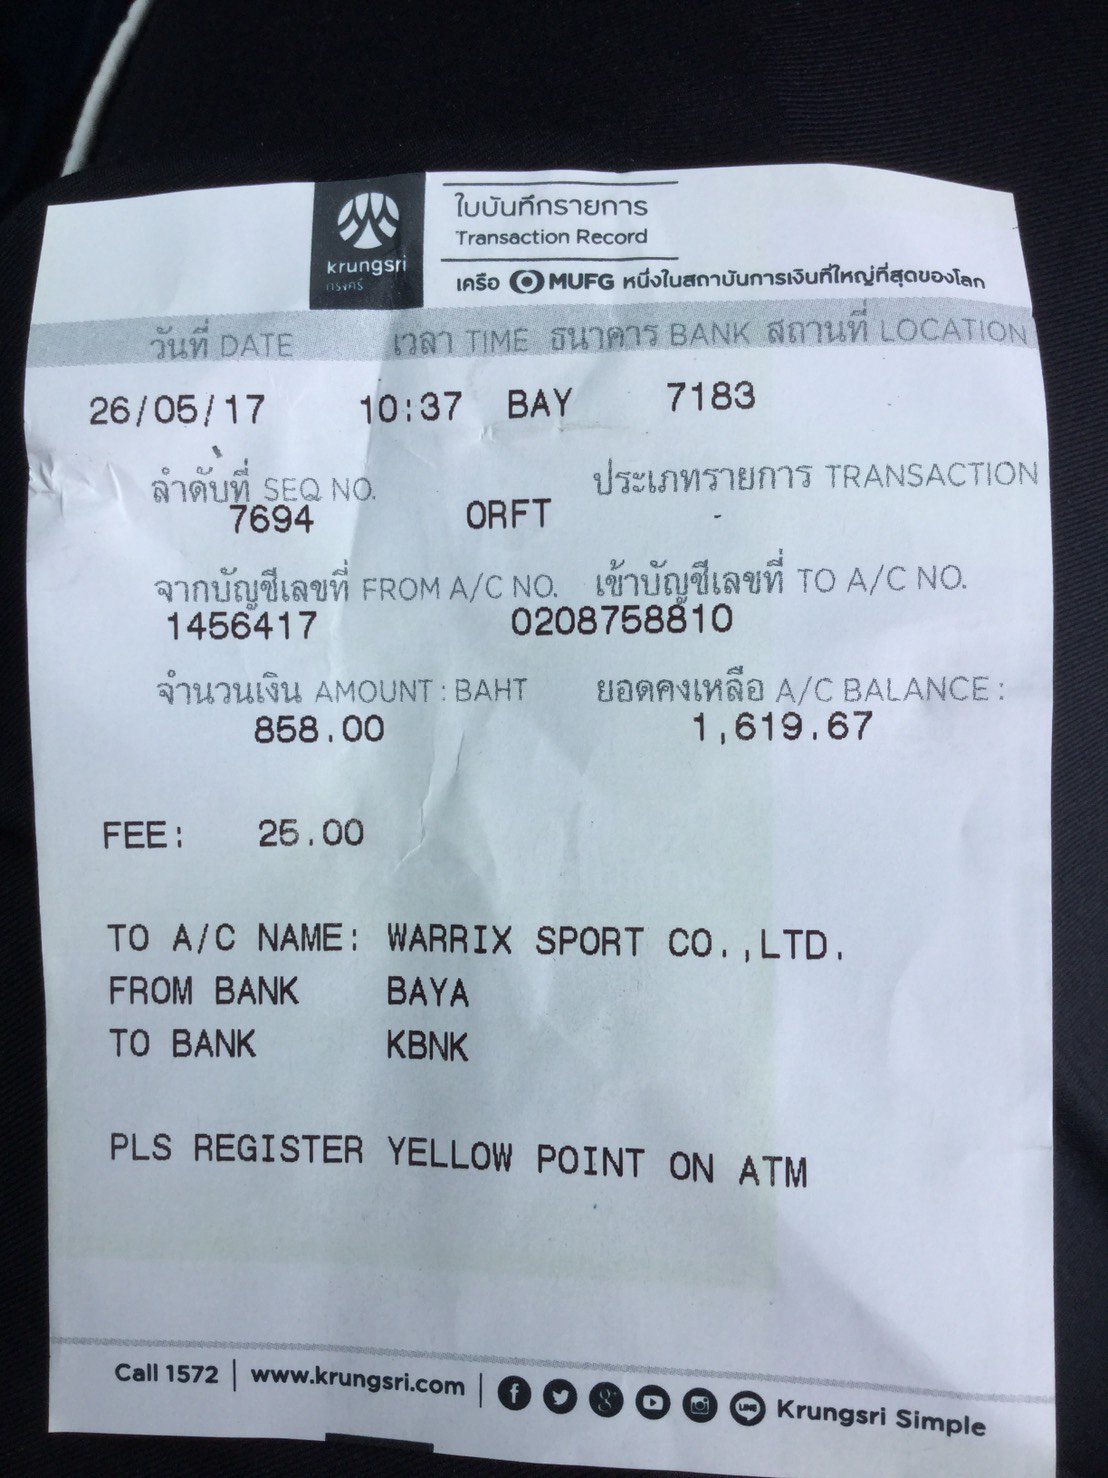 krungsri
กรุงศรี
ใบบันทึกรายการ
Transaction Record
เครือ MUFG หนึ่งในสถาบันการเงินที่ใหญ่ที่สุดของโลก
วันที่ DATE เวลา TIME ธนาคาร BANK สถานที่ LOCATION
26/05/17 10:37 BAY 7183
ลำดับที่ SEQ NO. ประเภทรายการ TRANSACTION
7694 ORFT -
จากบัญชีเลขที่ FROM A/C NO. เข้าบัญชีเลขที่ TO A/C NO.
1456417 0208758810
จำนวนเงิน AMOUNT : BAHT ยอดคงเหลือ A/C BALANCE :
858.00 1,619.67
FEE: 25.00
TO A/C NAME: WARRIX SPORT CO.,LTD.
FROM BANK BAYA
TO BANK KBNK
PLS REGISTER YELLOW POINT ON ATM
Call 1572 | www.krungsri.com | LINE Krungsri Simple